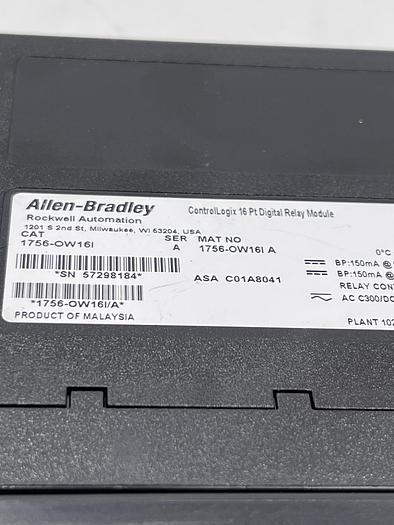 Allen-Bradley
ControlLogix 16 Pt Digital Relay Module
Rockwell Automation
1201 S 2nd St, Milwaukee, WI 53204, USA
CAT SER MAT NO
1756-OW16I A 1756-OW16I A
0°C
BP:150mA @
*SN 57298184* ASA C01A8041
BP:150mA @
RELAY CON
*1756-OW16I/A*
AC C300/DC
PRODUCT OF MALAYSIA
PLANT 102